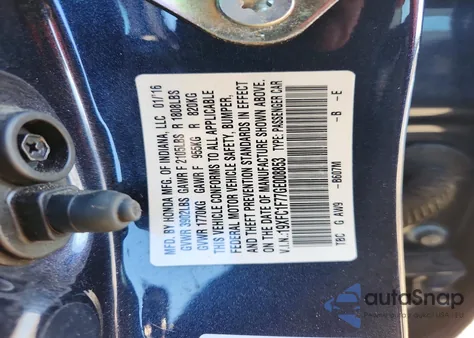 MFD. BY HONDA MFG. OF INDIANA, LLC 01/16
GVWR 3902LBS GAWR F 2105LBS R 1808LBS
GVWR 1770KG GAWR F 955KG R 820KG
THIS VEHICLE CONFORMS TO ALL APPLICABLE
FEDERAL MOTOR VEHICLE SAFETY, BUMPER,
AND THEFT PREVENTION STANDARDS IN EFFECT
ON THE DATE OF MANUFACTURE SHOWN ABOVE.
V.I.N.: 19XFC1F77GE008853 TYPE: PASSENGER CAR
TBC G AW9 -B607M -B -E
autoSnap